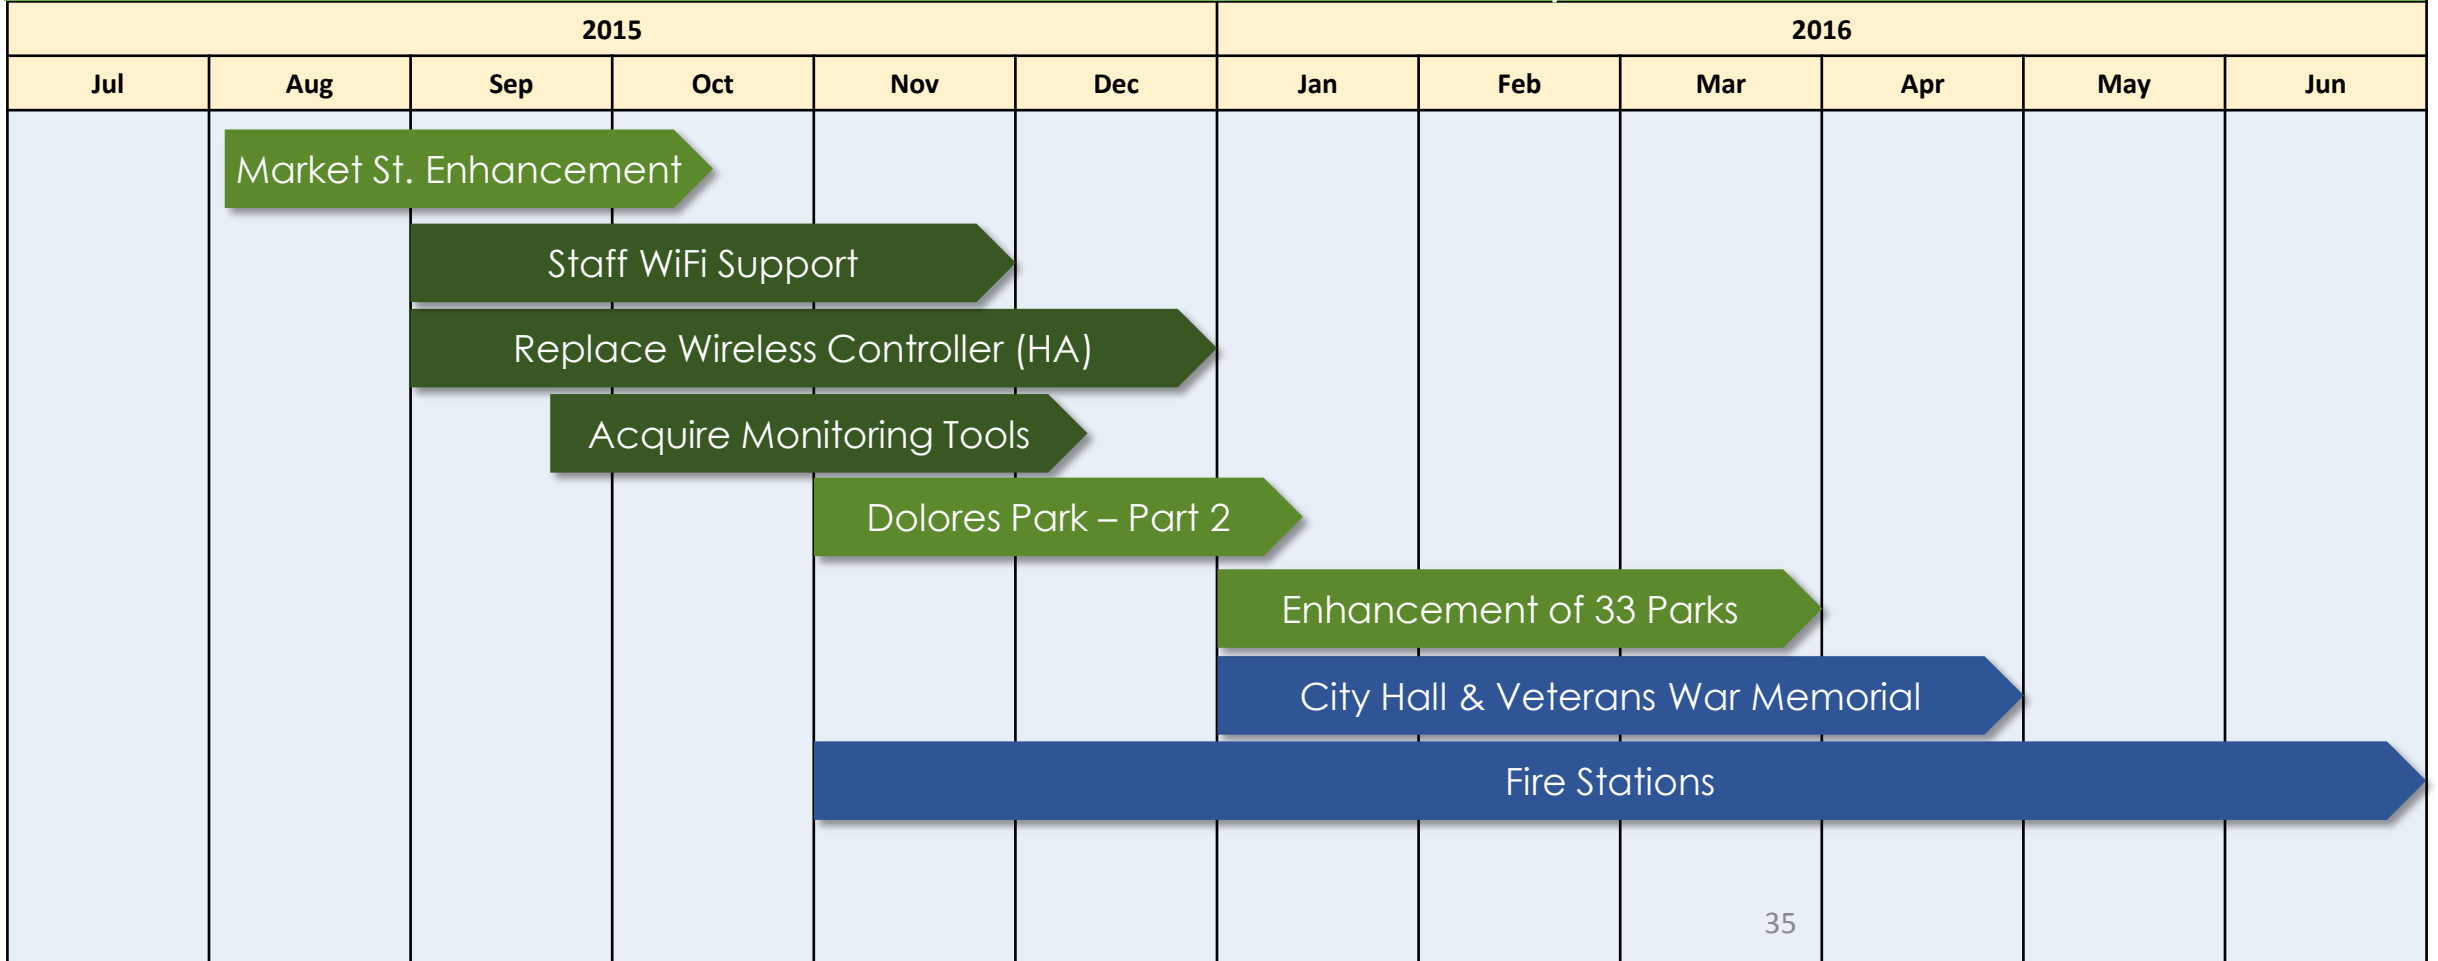 2015 2016
Jul Aug Sep Oct Nov Dec Jan Feb Mar Apr May Jun
Market St. Enhancement
Staff WiFi Support
Replace Wireless Controller (HA)
Acquire Monitoring Tools
Dolores Park – Part 2
Enhancement of 33 Parks
City Hall & Veterans War Memorial
Fire Stations
35